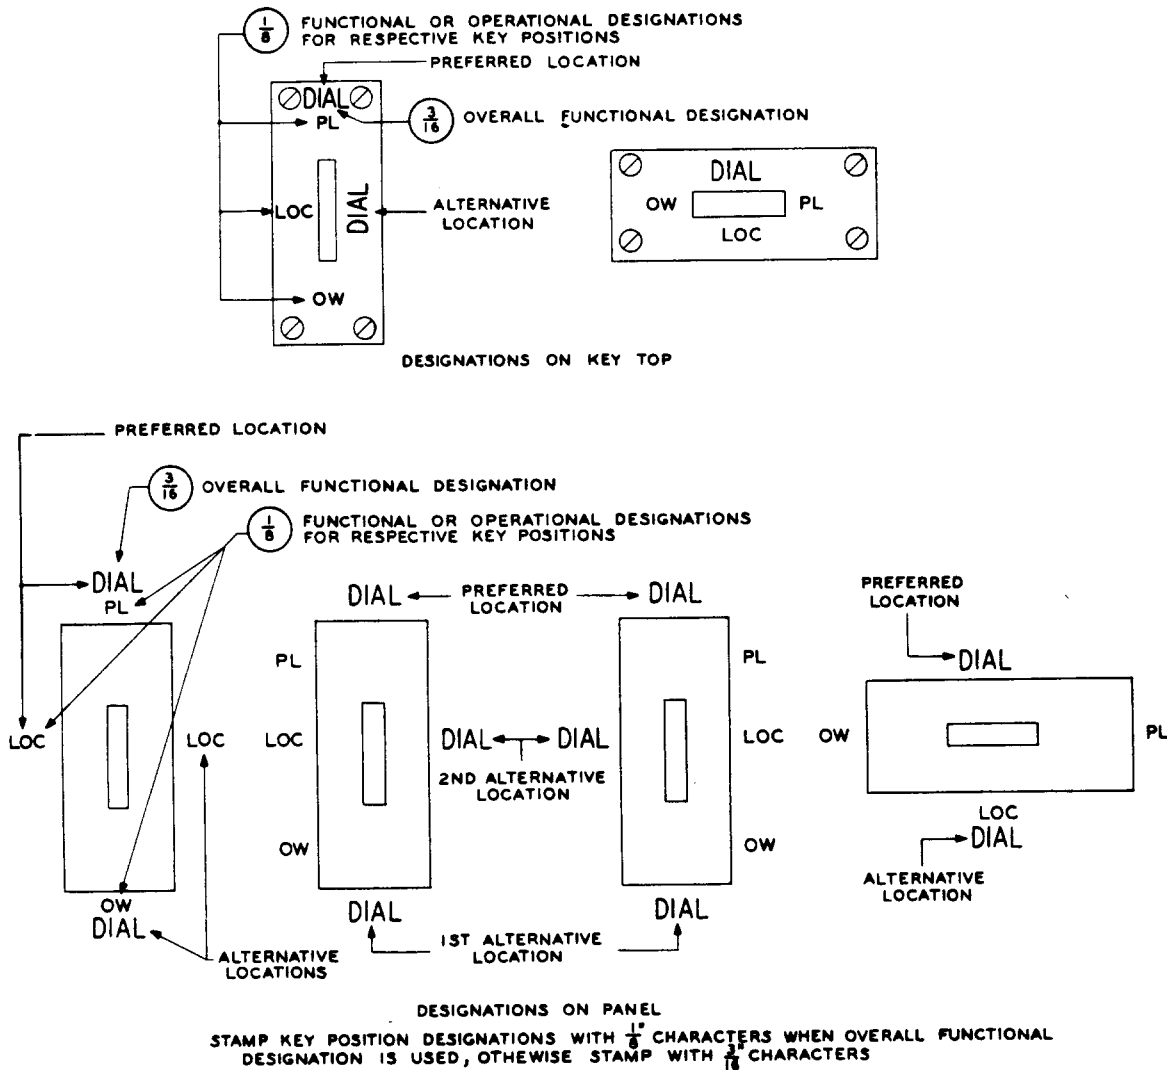 1/8 FUNCTIONAL OR OPERATIONAL DESIGNATIONS
FOR RESPECTIVE KEY POSITIONS
PREFERRED LOCATION
DIAL
PL
3/16 OVERALL FUNCTIONAL DESIGNATION
LOC
DIAL
ALTERNATIVE
LOCATION
OW
DIAL
OW
PL
LOC
DESIGNATIONS ON KEY TOP
PREFERRED LOCATION
3/16 OVERALL FUNCTIONAL DESIGNATION
1/8 FUNCTIONAL OR OPERATIONAL DESIGNATIONS
FOR RESPECTIVE KEY POSITIONS
DIAL
PL
LOC
LOC
OW
DIAL
ALTERNATIVE
LOCATIONS
DIAL
PREFERRED
LOCATION
DIAL
PL
LOC
OW
DIAL
DIAL
DIAL
2ND ALTERNATIVE
LOCATION
PL
LOC
OW
DIAL
1ST ALTERNATIVE
LOCATION
PREFERRED
LOCATION
DIAL
OW
PL
LOC
DIAL
ALTERNATIVE
LOCATION
DESIGNATIONS ON PANEL
STAMP KEY POSITION DESIGNATIONS WITH 1/8" CHARACTERS WHEN OVERALL FUNCTIONAL
DESIGNATION IS USED, OTHEWISE STAMP WITH 3/16" CHARACTERS